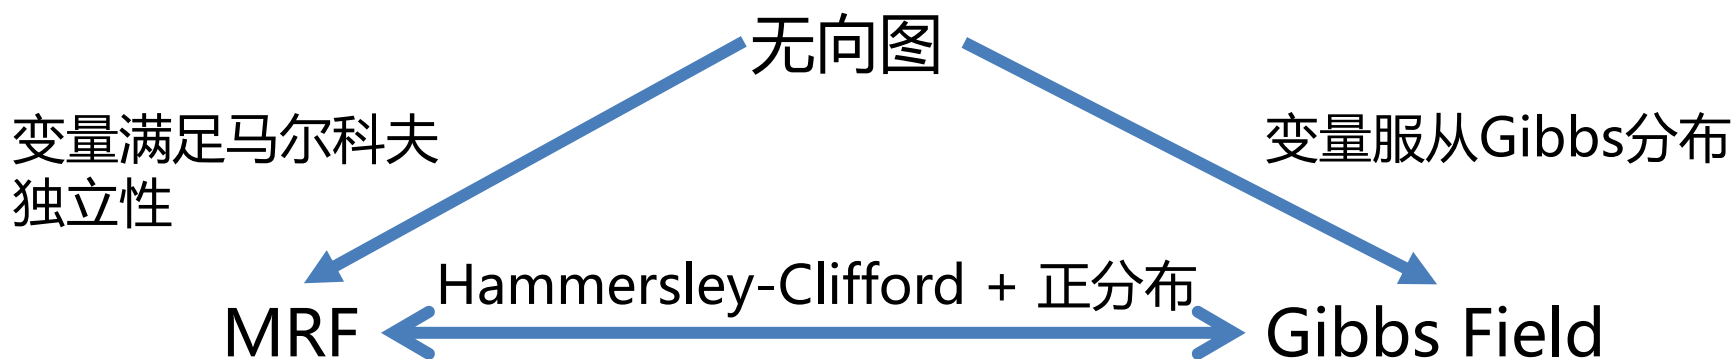 无向图
变量满足马尔科夫
独立性
变量服从Gibbs分布
Hammersley-Clifford + 正分布
MRF
Gibbs Field